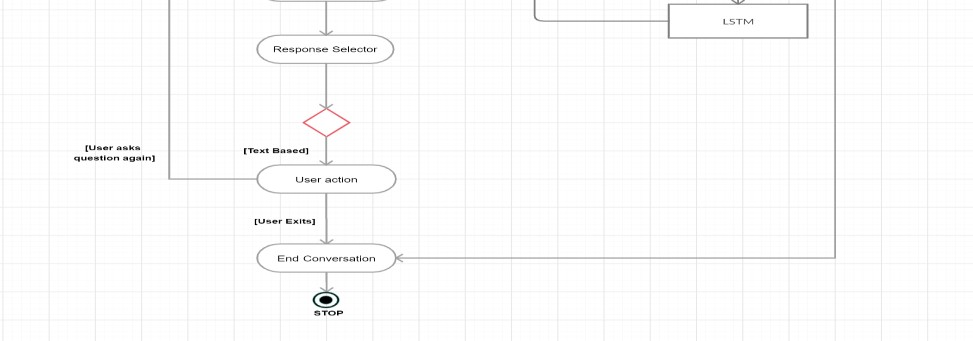 LSTM
Response Selector
[User asks
question again]
[Text Based]
User action
[User Exits]
End Conversation
STOP